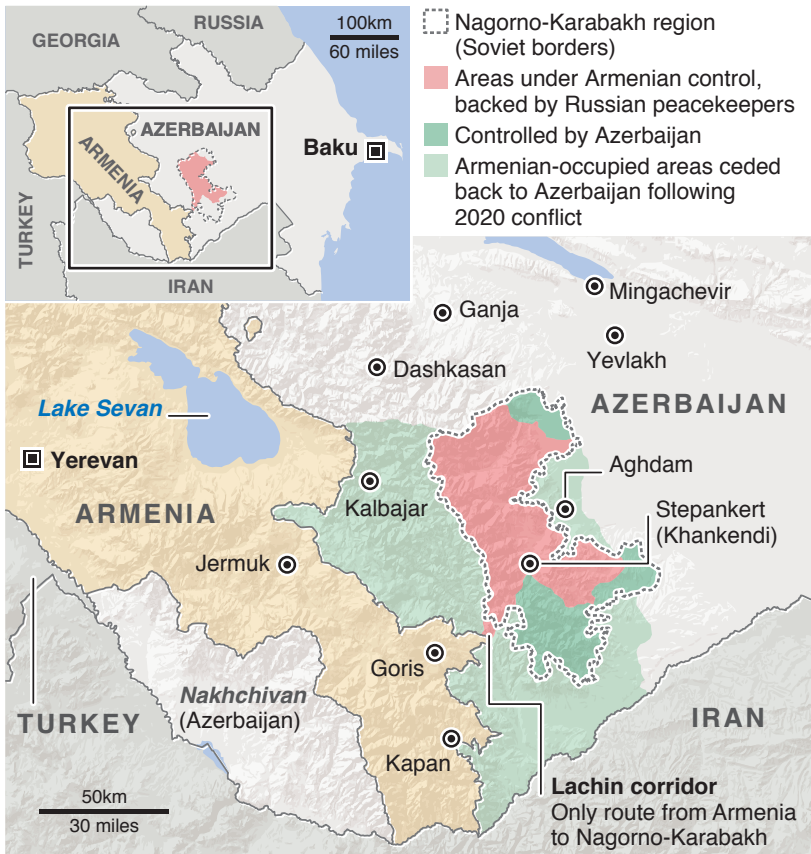 GEORGIA
RUSSIA
100km
60 miles
AZERBAIJAN
ARMENIA
Baku
TURKEY
IRAN
Nagorno-Karabakh region
(Soviet borders)
Areas under Armenian control,
backed by Russian peacekeepers
Controlled by Azerbaijan
Armenian-occupied areas ceded
back to Azerbaijan following
2020 conflict
Mingachevir
Ganja
Yevlakh
Dashkasan
AZERBAIJAN
Lake Sevan
Yerevan
Aghdam
Kalbajar
ARMENIA
Stepankert
(Khankendi)
Jermuk
Goris
Nakhchivan
(Azerbaijan)
TURKEY
IRAN
Kapan
Lachin corridor
Only route from Armenia
to Nagorno-Karabakh
50km
30 miles